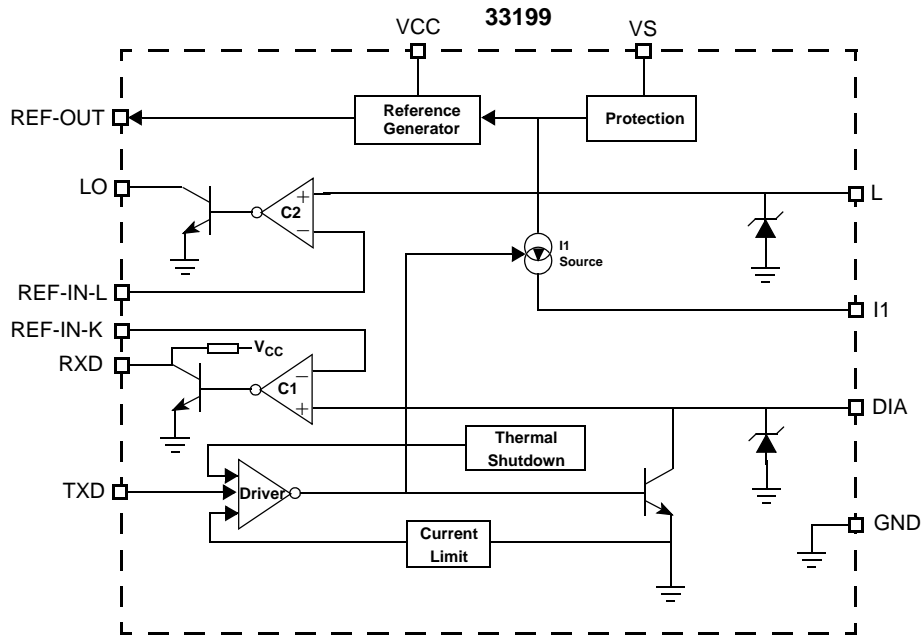 33199
VCC
VS
REF-OUT
Reference
Generator
Protection
LO
+
C2
−
L
I1
Source
REF-IN-L
I1
REF-IN-K
VCC
RXD
−
C1
+
DIA
Thermal
Shutdown
TXD
Driver
GND
Current
Limit